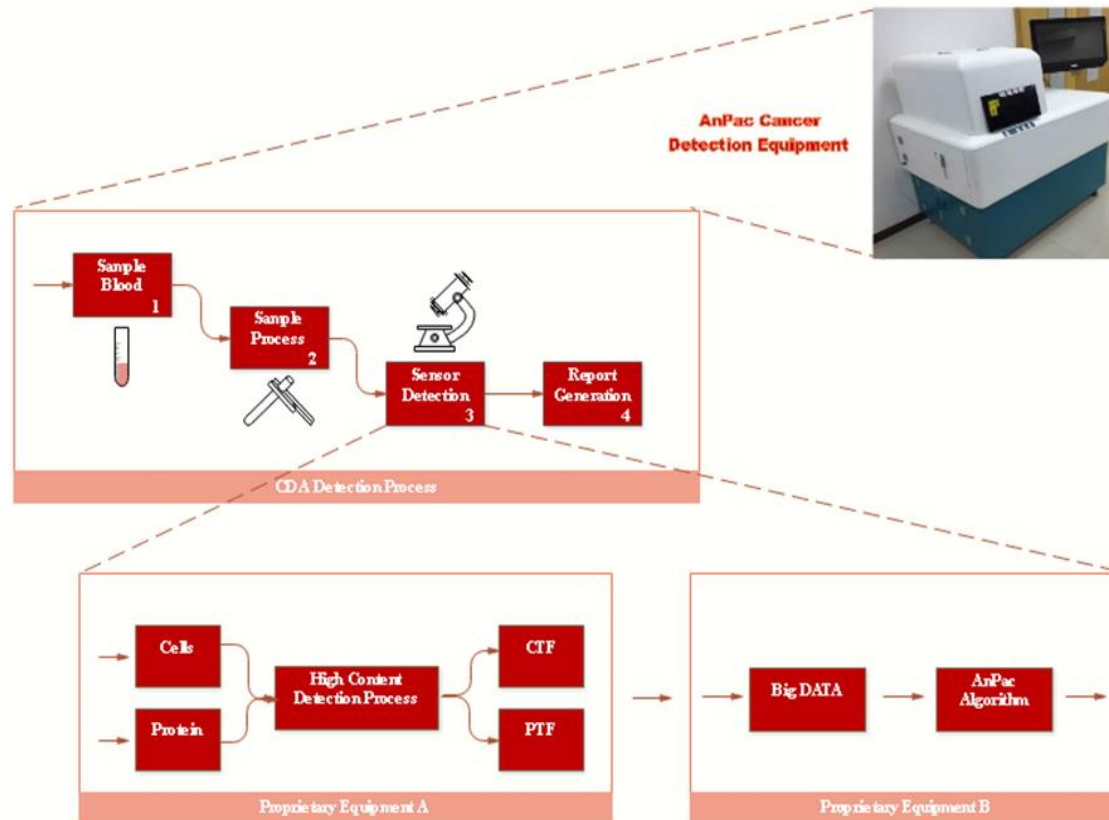 AnPac Cancer
Detection Equipment
Sample
Blood
1
Sample
Process
2
Sensor
Detection
3
Report
Generation
4
CDA Detection Process
Cells
Protein
High Content
Detection Process
CTF
PTF
Proprietary Equipment A
Big DATA
AnPac
Algorithm
Proprietary Equipment B